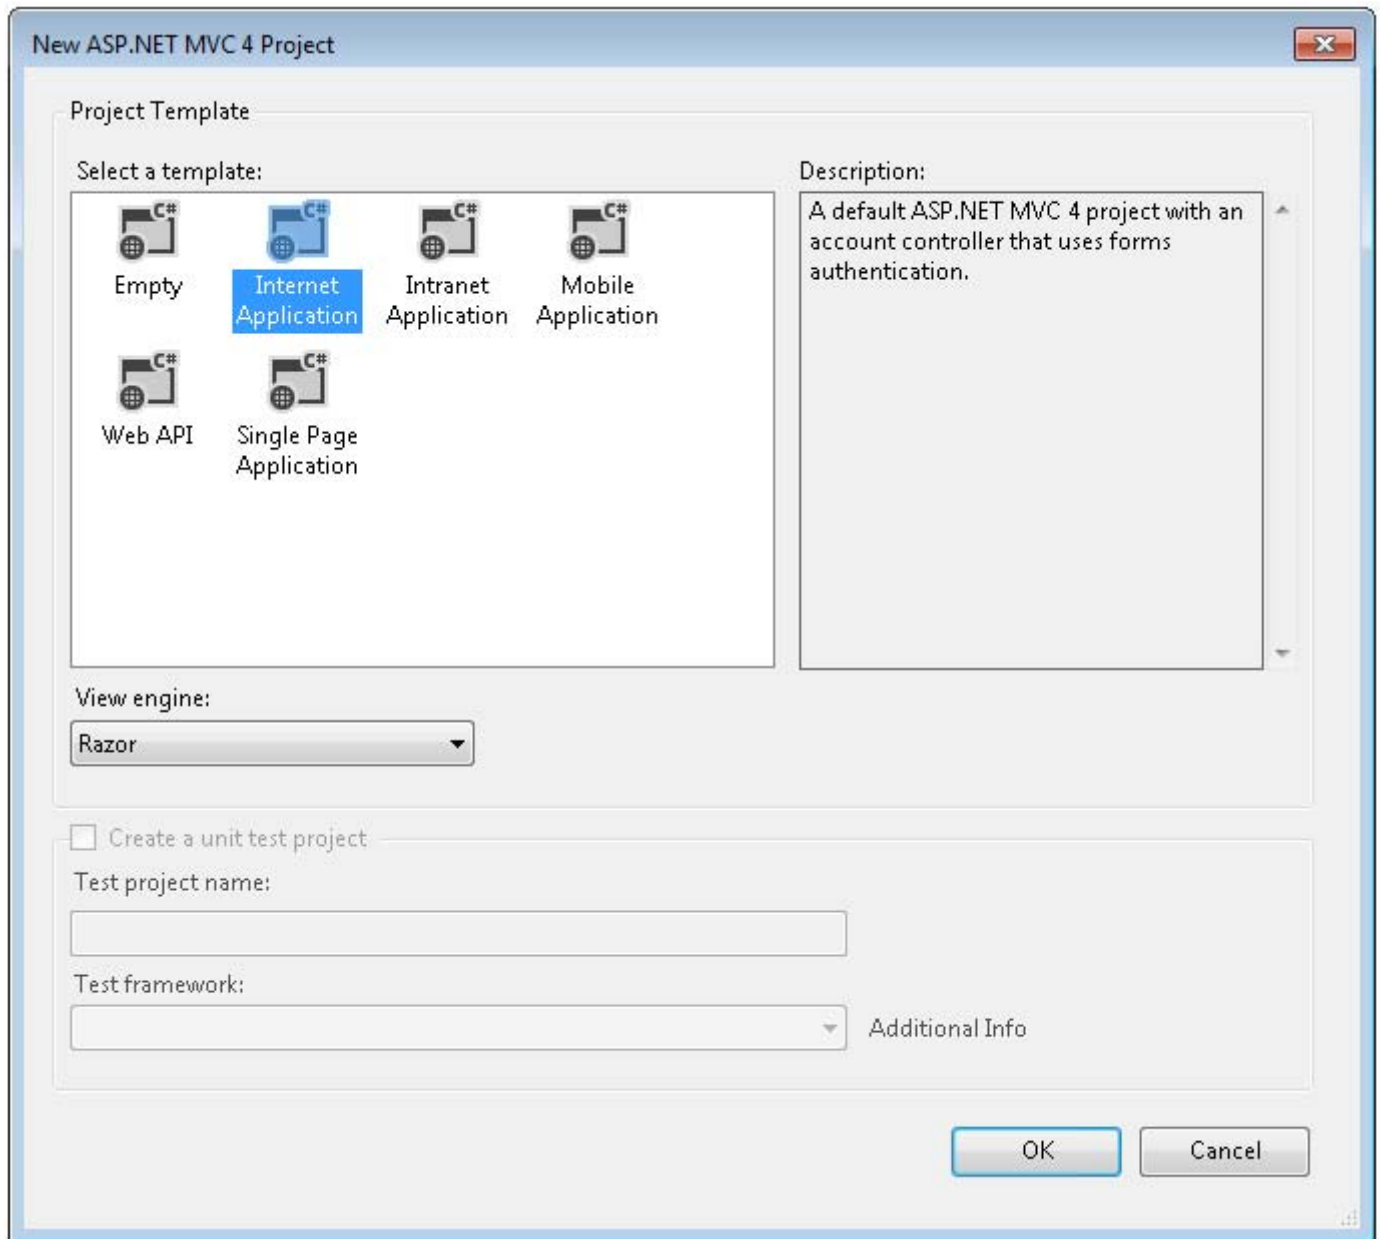 New ASP.NET MVC 4 Project
Project Template
Select a template:
Description:
C#
C#
C#
C#
Empty
Internet
Application
Intranet
Application
Mobile
Application
A default ASP.NET MVC 4 project with an
account controller that uses forms
authentication.
C#
C#
Web API
Single Page
Application
View engine:
Razor
Create a unit test project
Test project name:
Test framework:
Additional Info
OK
Cancel